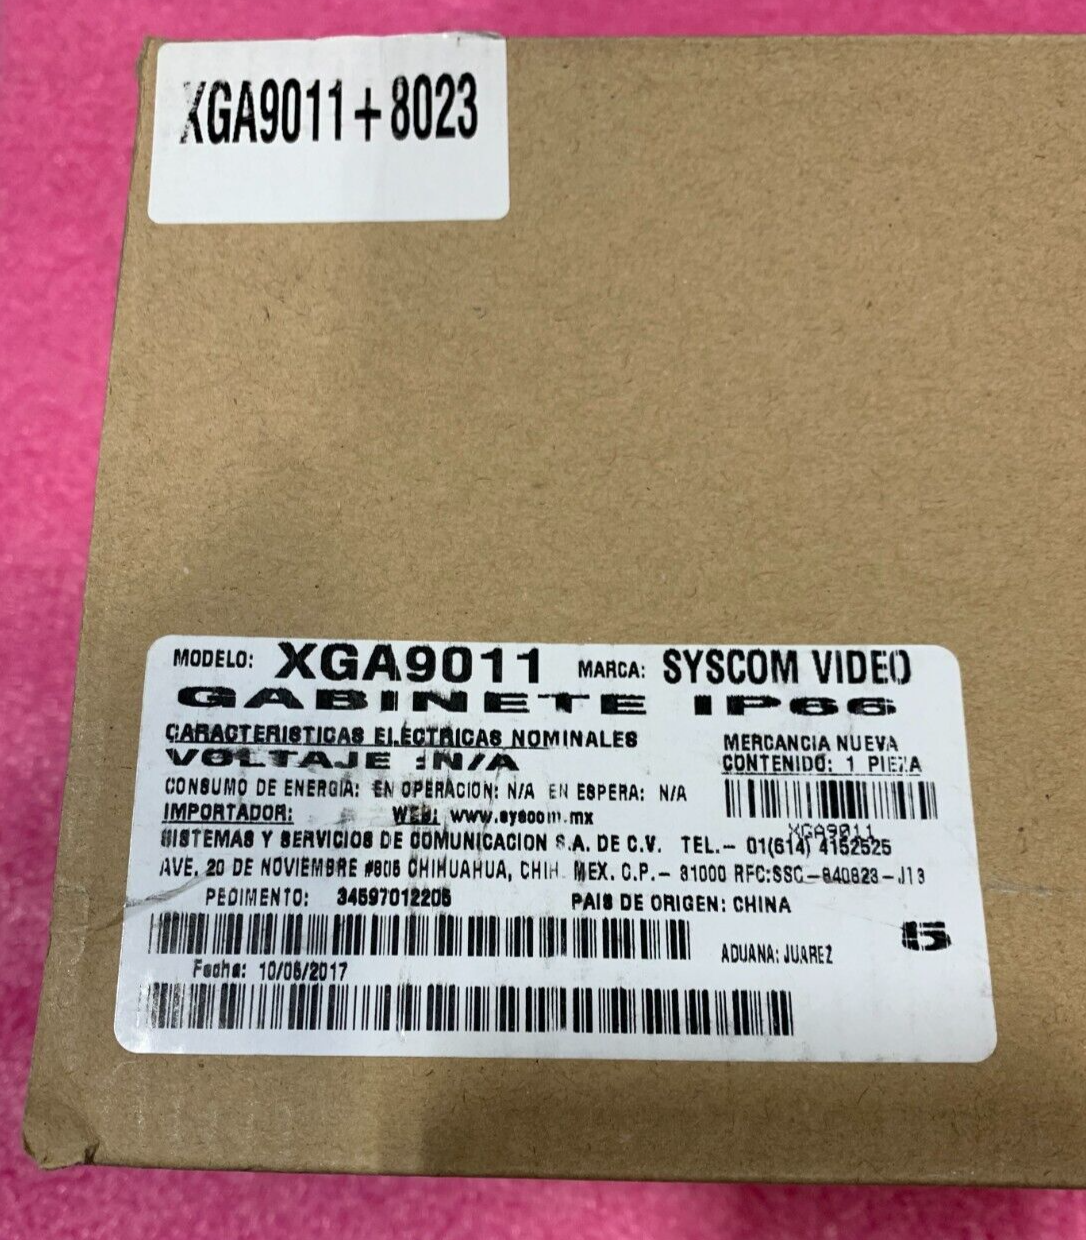 XGA9011+8023
MODELO: XGA9011 MARCA: SYSCOM VIDEO
GABINETE IP66
CARACTERISTICAS ELECTRICAS NOMINALES
VOLTAJE :N/A
MERCANCIA NUEVA
CONTENIDO: 1 PIEZA
CONSUMO DE ENERGIA: EN OPERACION: N/A EN ESPERA: N/A
IMPORTADOR: WEB: www.syscom.mx
XGA9011
SISTEMAS Y SERVICIOS DE COMUNICACION S.A. DE C.V. TEL.- 01(614) 4152525
AVE. 20 DE NOVIEMBRE #805 CHIHUAHUA, CHIH. MEX. C.P.- 31000 RFC:SSC-840823-J13
PEDIMENTO: 34597012205 PAIS DE ORIGEN: CHINA
ADUANA: JUAREZ
5
Fecha: 10/06/2017